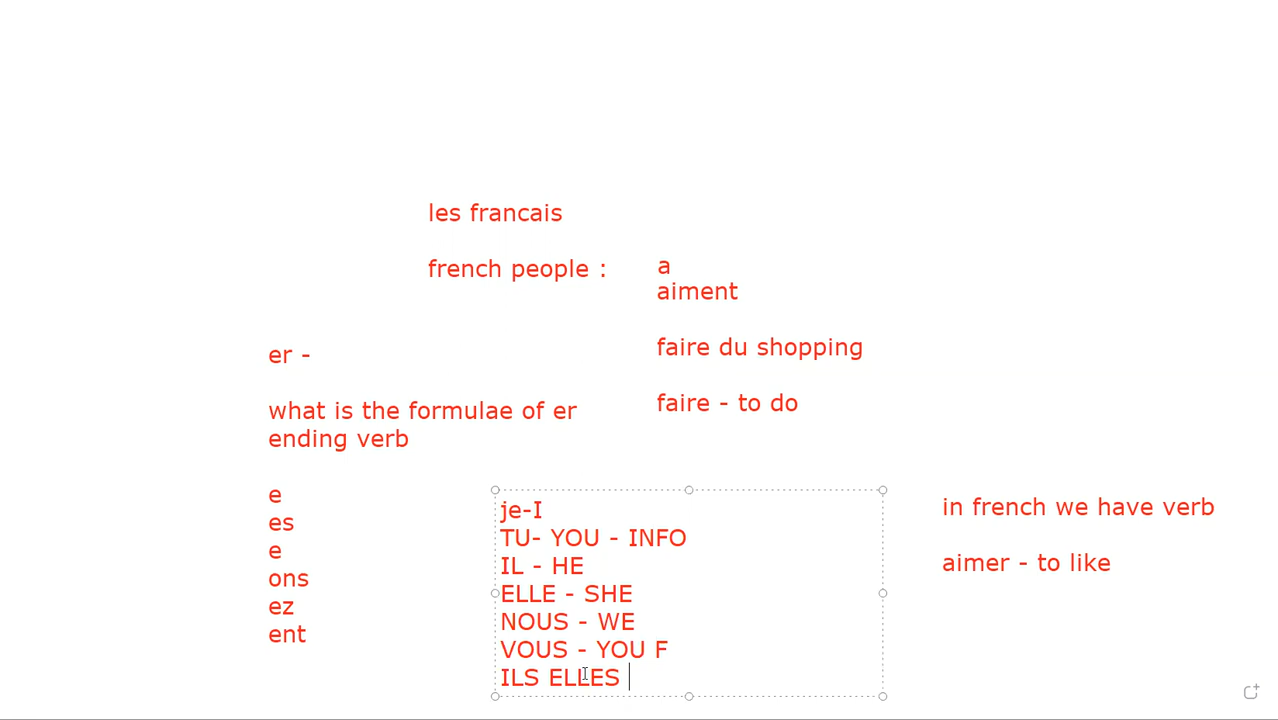 les francais
french people :
a
aiment
faire du shopping
faire - to do
er -
what is the formulae of er
ending verb
e
es
e
ons
ez
ent
je-I
TU- YOU - INFO
IL - HE
ELLE - SHE
NOUS - WE
VOUS - YOU F
ILS ELLES
in french we have verb
aimer - to like